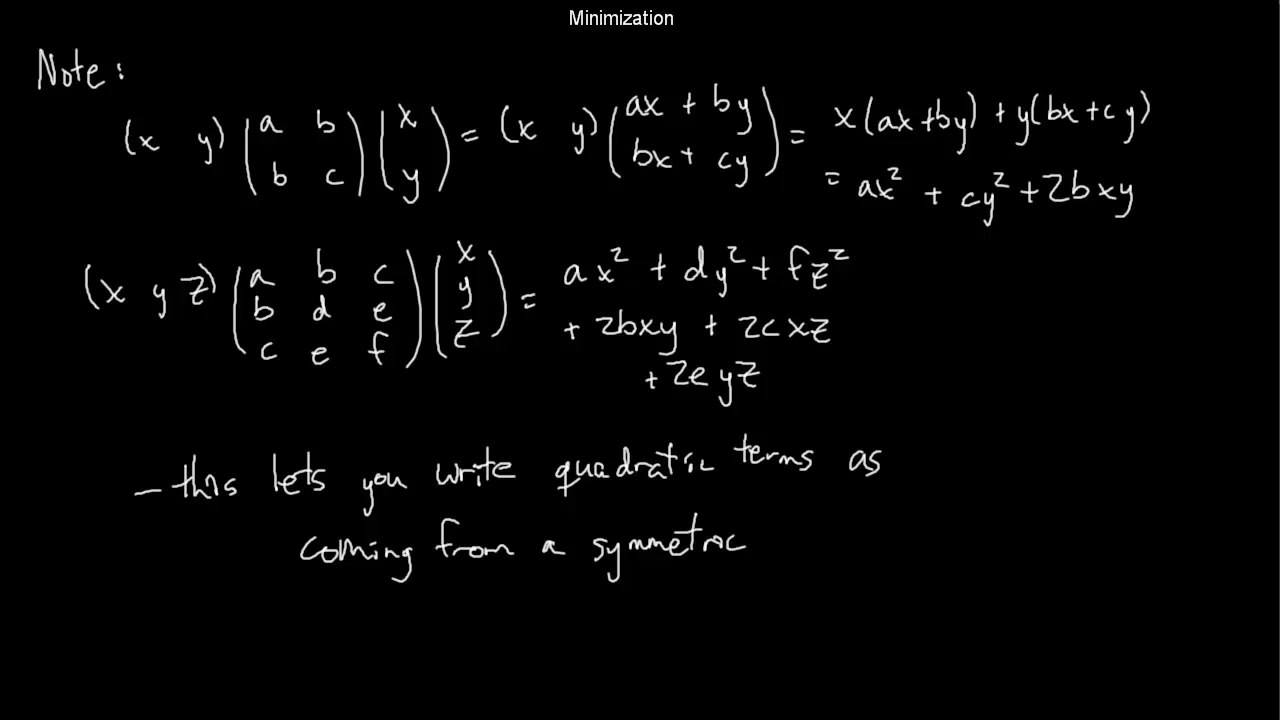 Minimization
Note:
(x y) (a b; b c) (x; y) = (x y) (ax + by; bx + cy) = x(ax+by) + y(bx+cy)
= ax² + cy² + 2bxy
(x y z) (a b c; b d e; c e f) (x; y; z) = ax² + dy² + fz²
+ 2bxy + 2cxz
+ 2eyz
- this lets you write quadratic terms as
coming from a symmetric